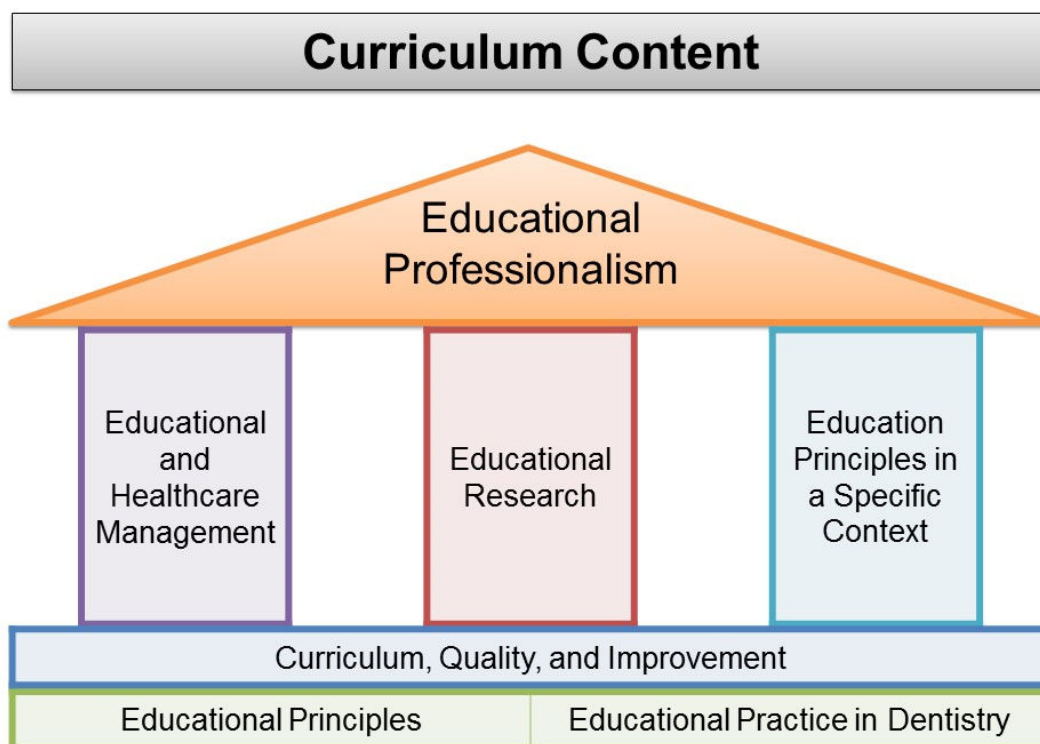 Curriculum Content
Educational
Professionalism
Educational
and
Healthcare
Management
Educational
Research
Education
Principles in
a Specific
Context
Curriculum, Quality, and Improvement
Educational Principles
Educational Practice in Dentistry